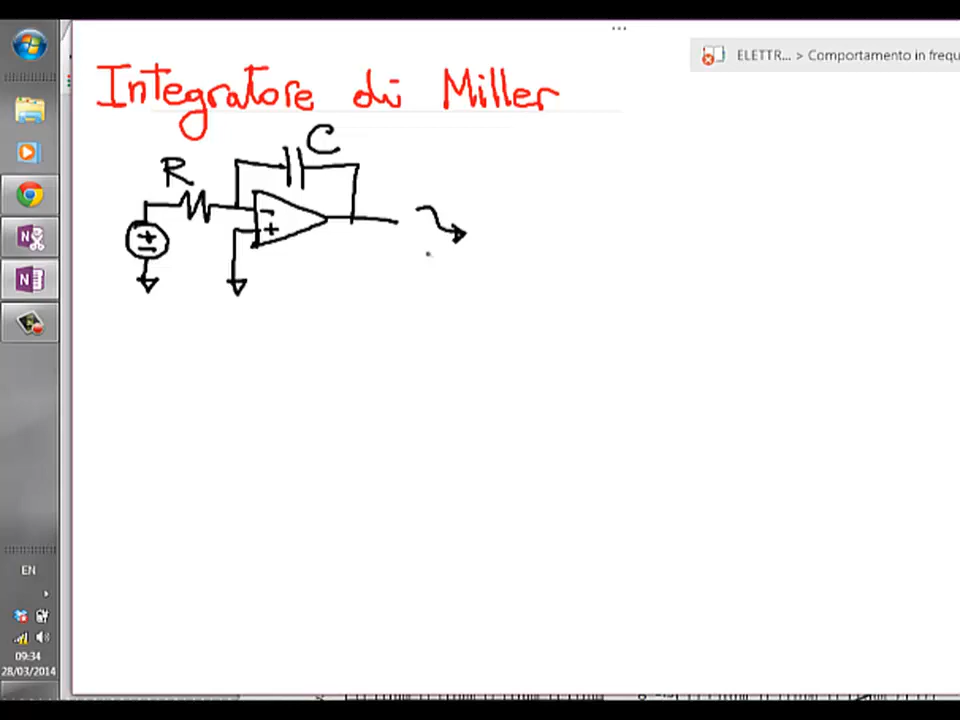 ELETTR... > Comportamento in frequ
Integratore di Miller
C
R
EN
09:34
28/03/2014